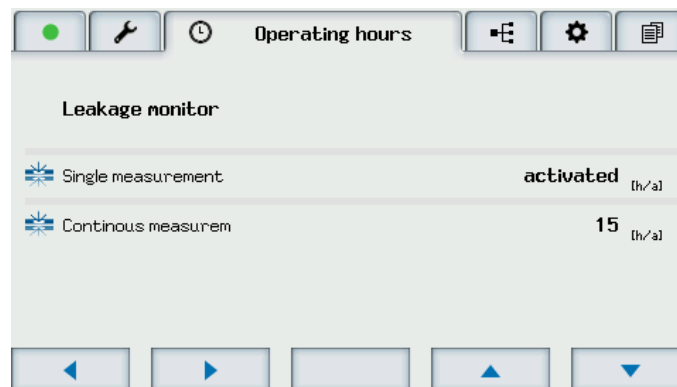 Operating hours
Leakage monitor
Single measurement activated [h/a]
Continous measurem 15 [h/a]